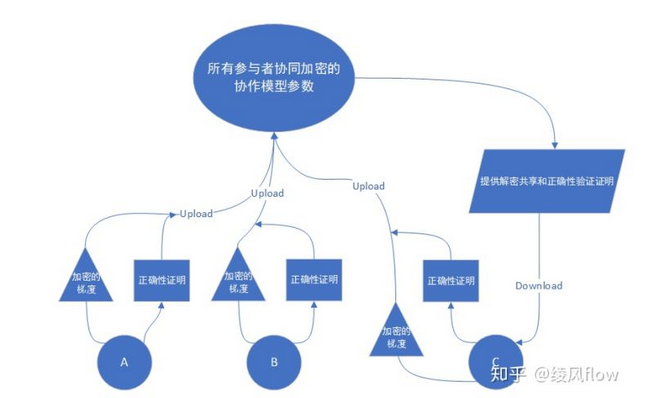 所有参与者协同加密的
协作模型参数
Upload
Upload
Upload
提供解密共享和正确性验证证明
加密的
梯度
正确性证明
加密的
梯度
正确性证明
加密的
梯度
正确性证明
Download
A
B
C
知乎 @绫风flow